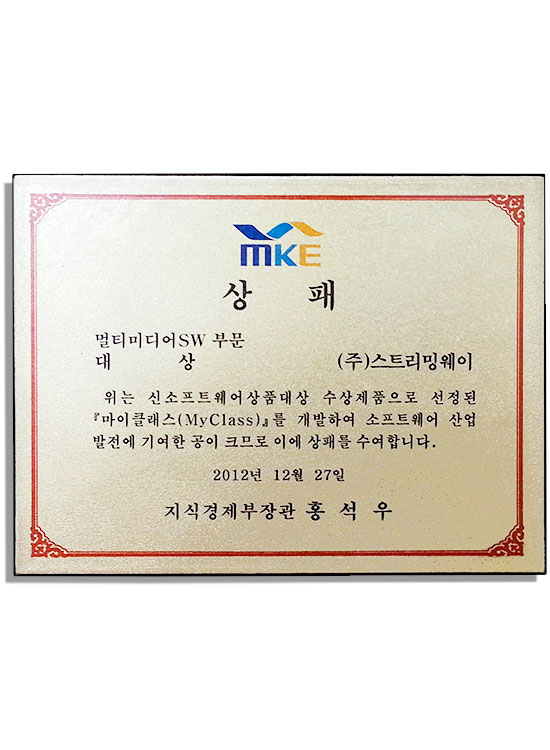 MKE
상 패
멀티미디어SW 부문
대 상 (주)스트리밍웨이
위는 신소프트웨어상품대상 수상제품으로 선정된
『마이클래스(MyClass)』를 개발하여 소프트웨어 산업
발전에 기여한 공이 크므로 이에 상패를 수여합니다.
2012년 12월 27일
지식경제부장관 홍 석 우